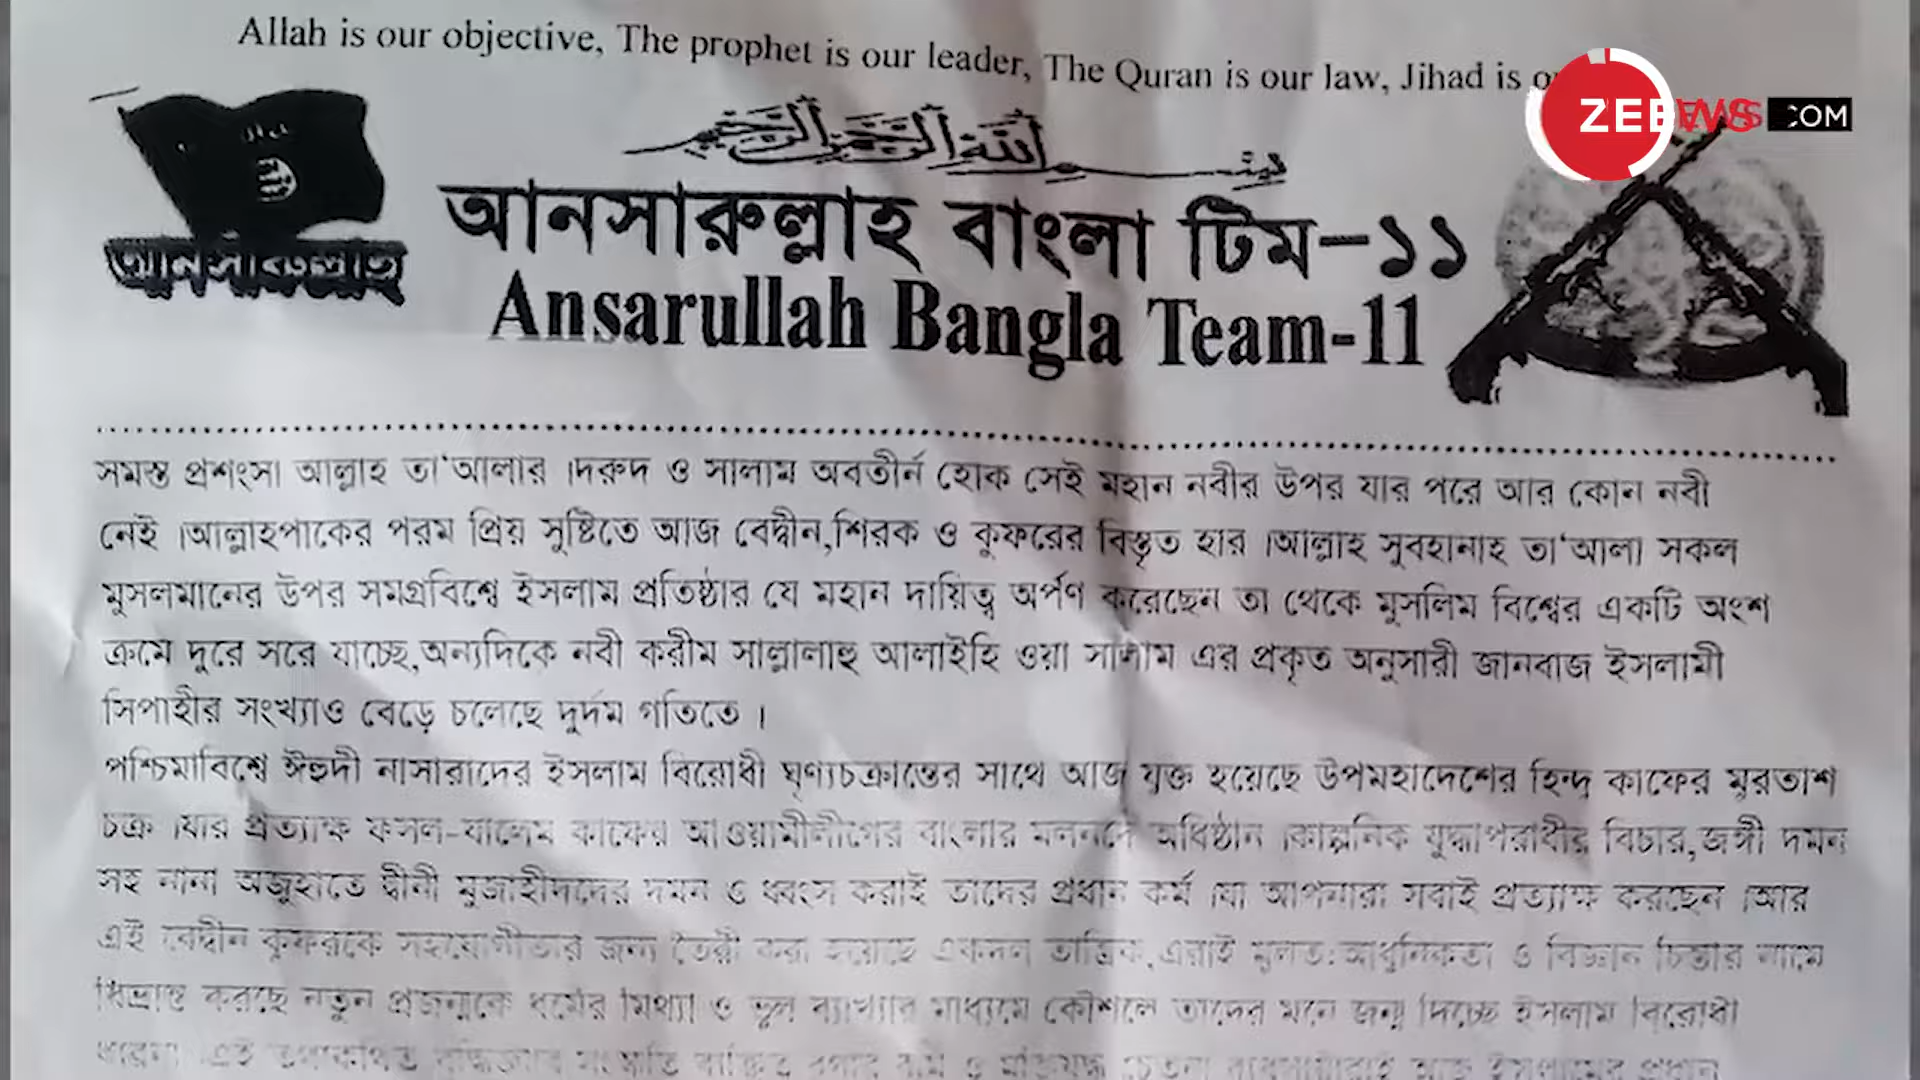 Allah is our objective, The prophet is our leader, The Quran is our law, Jihad is
ZEE .COM
আনসারুল্লাহ
আনসারুল্লাহ বাংলা টিম-১১
Ansarullah Bangla Team-11
সমস্ত প্রশংসা আল্লাহ তা‘আলার ।দরুদ ও সালাম অবতীর্ন হোক সেই মহান নবীর উপর যার পরে আর কোন নবী
নেই ।আল্লাহপাকের পরম প্রিয় সৃষ্টিতে আজ বেদ্বীন,শিরক ও কুফরের বিস্তৃত হার ।আল্লাহ সুবহানাহ তা‘আলা সকল
মুসলমানের উপর সমগ্রবিশ্বে ইসলাম প্রতিষ্ঠার যে মহান দায়িত্ব অর্পণ করেছেন তা থেকে মুসলিম বিশ্বের একটি অংশ
ক্রমে দুরে সরে যাচ্ছে,অন্যদিকে নবী করীম সাল্লালাহু আলাইহি ওয়া সাল্লাম এর প্রকৃত অনুসারী জানবাজ ইসলামী
সিপাহীর সংখ্যাও বেড়ে চলেছে দুর্দম গতিতে ।
পশ্চিমাবিশ্বে ঈহুদী নাসারাদের ইসলাম বিরোধী ঘৃণ্যচক্রান্তের সাথে আজ যুক্ত হয়েছে উপমহাদেশের হিন্দু কাফের মুরতাশ
চক্র ।যার প্রত্যাক্ষ ফসল-যালেম কাফের আওয়ামীলীগের বাংলার মসনদে অধিষ্ঠান ।কাল্পনিক যুদ্ধাপরাধীর বিচার,জঙ্গী দমন
সহ নানা অজুহাতে দ্বীনী মুজাহীদদের দমন ও ধ্বংস করাই তাদের প্রধান কর্ম ।যা আপনারা সবাই প্রত্যাক্ষ করছেন ।আর
এই বেদ্বীন কুফরকে সহযোগীতার জন্য তৈরী করা হয়েছে একদল তাত্ত্বিক,এরাই মুলত:আধুনিকতা ও বিজ্ঞান চিন্তার নামে
বিভ্রান্ত করছে নতুন প্রজন্মকে ধর্মের মিথ্যা ও ভুল ব্যাখ্যার মাধ্যমে কৌশলে তাদের মনে জন্ম দিচ্ছে ইসলাম বিরোধী